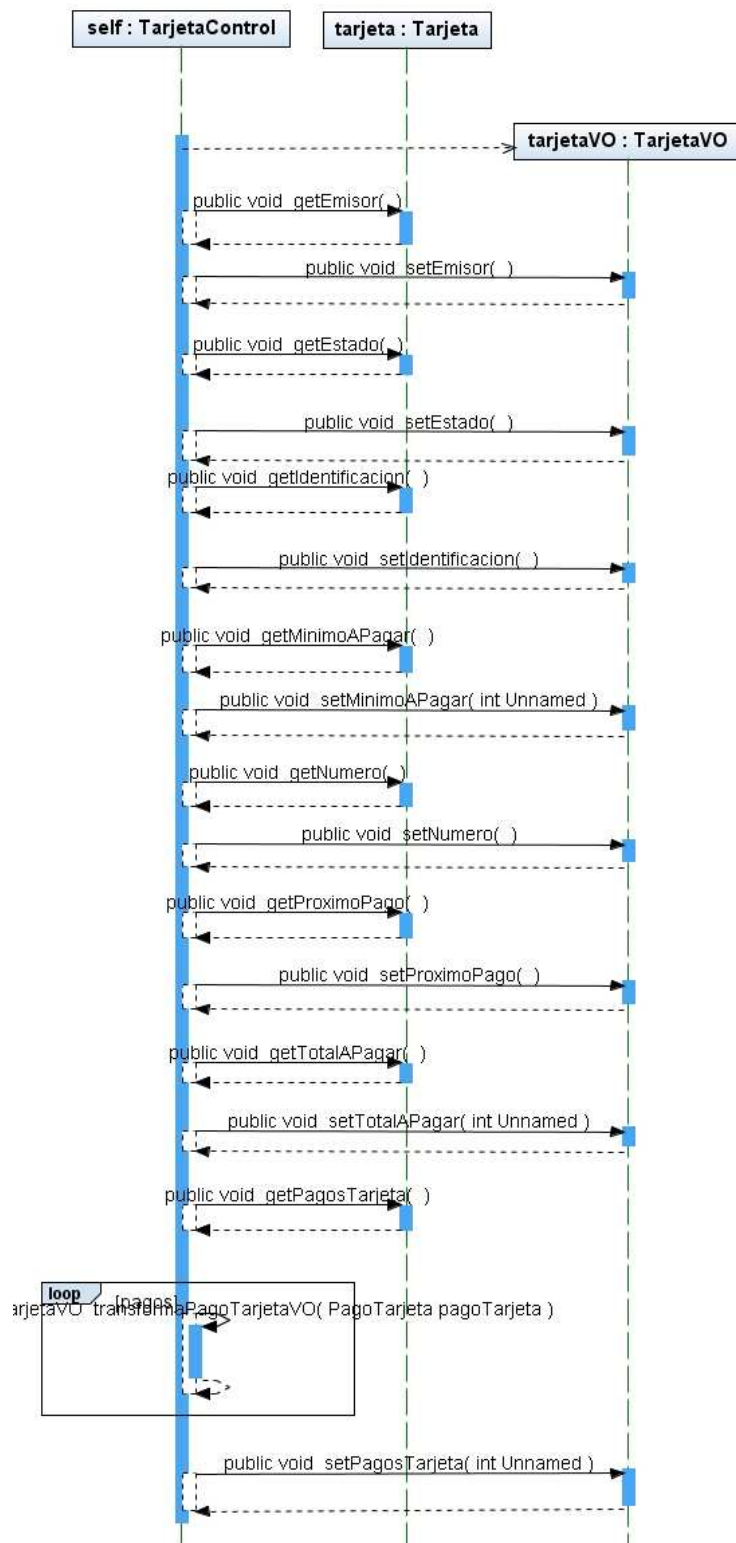 self : TarjetaControl
tarjeta : Tarjeta
tarjetaVO : TarjetaVO
public void getEmisor( )
public void setEmisor( )
public void getEstado( )
public void setEstado( )
public void getIdentificacion( )
public void setIdentificacion( )
public void getMinimoAPagar( )
public void setMinimoAPagar( int Unnamed )
public void getNumero( )
public void setNumero( )
public void getProximoPago( )
public void setProximoPago( )
public void getTotalAPagar( )
public void setTotalAPagar( int Unnamed )
public void getPagosTarjeta( )
loop
[pagos]
arjetaVO transformaPagoTarjetaVO( PagoTarjeta pagoTarjeta )
public void setPagosTarjeta( int Unnamed )